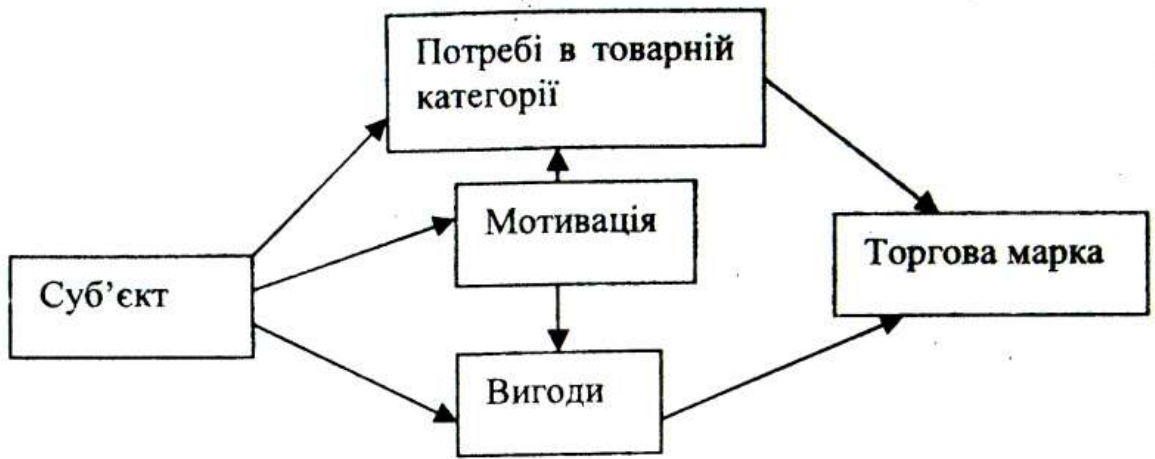 Потребі в товарній
категорії
Мотивація
Торгова марка
Суб’єкт
Вигоди